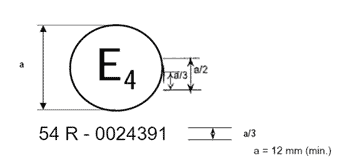 a
E4
a/3
a/2
54 R - 0024391
a/3
a = 12 mm (min.)